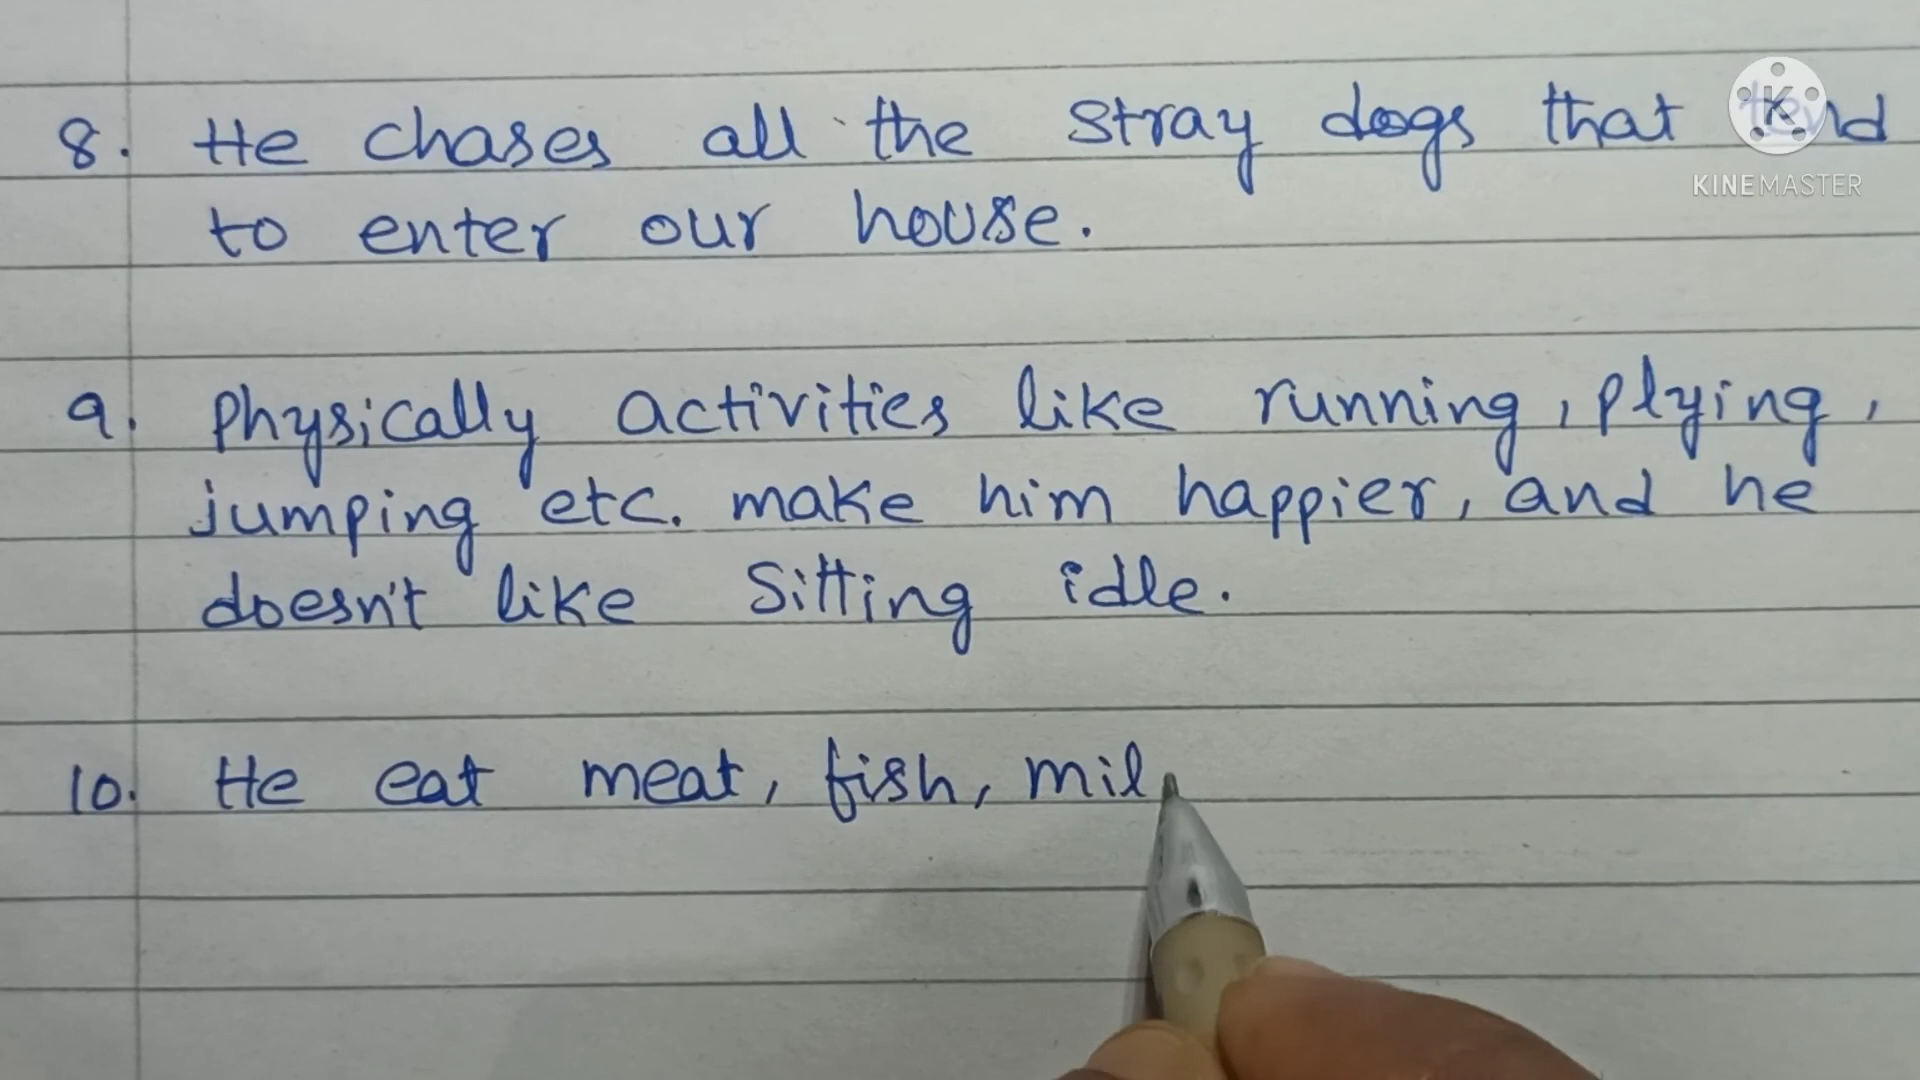 8. He chases all the stray dogs that tend
KINEMASTER
to enter our house.
9. Physically activities like running, plying,
jumping etc. make him happier, and he
doesn't like Sitting idle.
10. He eat meat, fish, mil